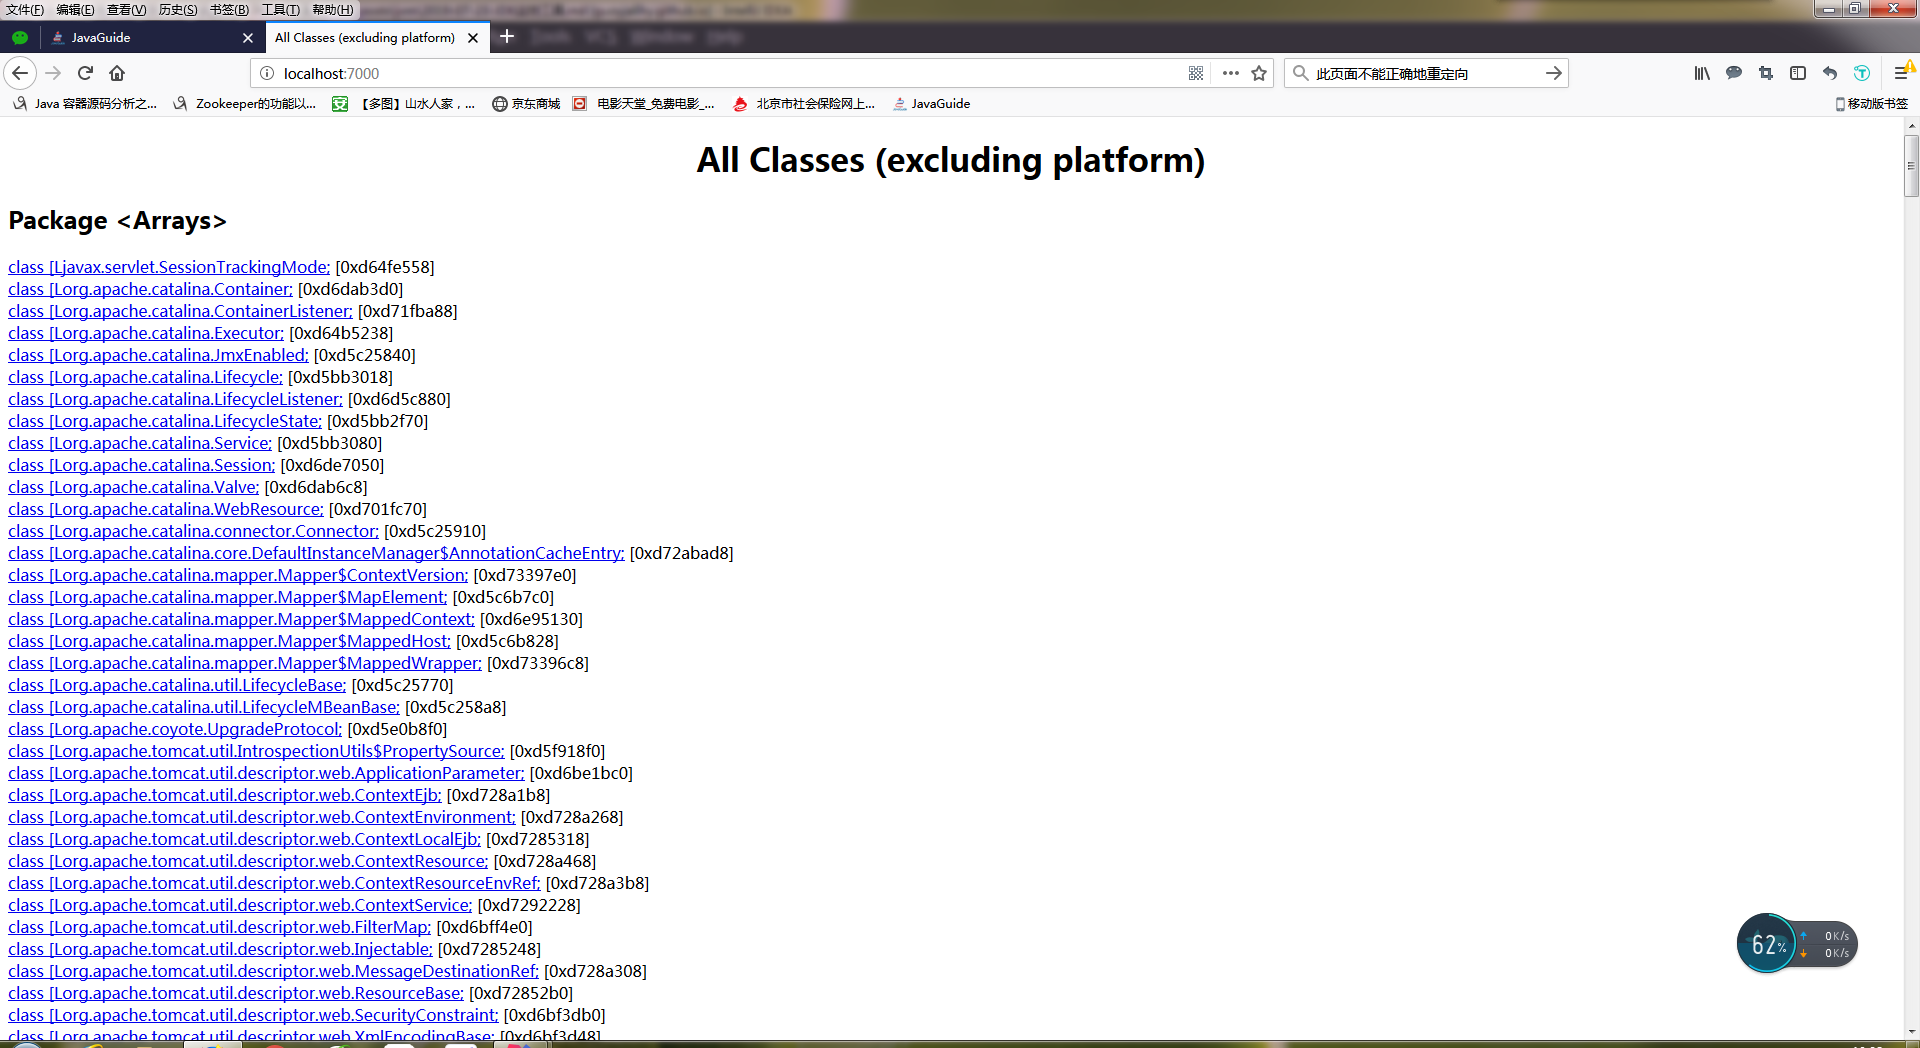 文件(F) 编辑(E) 查看(V) 历史(S) 书签(B) 工具(T) 帮助(H)
JavaGuide
All Classes (excluding platform)
localhost:7000
此页面不能正确地重定向
Java 容器源码分析之... Zookeeper的功能以... 【多图】山水人家，... 京东商城 电影天堂_免费电影_... 北京市社会保险网上... JavaGuide 移动版书签
All Classes (excluding platform)
Package <Arrays>
class [Ljavax.servlet.SessionTrackingMode; [0xd64fe558]
class [Lorg.apache.catalina.Container; [0xd6dab3d0]
class [Lorg.apache.catalina.ContainerListener; [0xd71fba88]
class [Lorg.apache.catalina.Executor; [0xd64b5238]
class [Lorg.apache.catalina.JmxEnabled; [0xd5c25840]
class [Lorg.apache.catalina.Lifecycle; [0xd5bb3018]
class [Lorg.apache.catalina.LifecycleListener; [0xd6d5c880]
class [Lorg.apache.catalina.LifecycleState; [0xd5bb2f70]
class [Lorg.apache.catalina.Service; [0xd5bb3080]
class [Lorg.apache.catalina.Session; [0xd6de7050]
class [Lorg.apache.catalina.Valve; [0xd6dab6c8]
class [Lorg.apache.catalina.WebResource; [0xd701fc70]
class [Lorg.apache.catalina.connector.Connector; [0xd5c25910]
class [Lorg.apache.catalina.core.DefaultInstanceManager$AnnotationCacheEntry; [0xd72abad8]
class [Lorg.apache.catalina.mapper.Mapper$ContextVersion; [0xd73397e0]
class [Lorg.apache.catalina.mapper.Mapper$MapElement; [0xd5c6b7c0]
class [Lorg.apache.catalina.mapper.Mapper$MappedContext; [0xd6e95130]
class [Lorg.apache.catalina.mapper.Mapper$MappedHost; [0xd5c6b828]
class [Lorg.apache.catalina.mapper.Mapper$MappedWrapper; [0xd73396c8]
class [Lorg.apache.catalina.util.LifecycleBase; [0xd5c25770]
class [Lorg.apache.catalina.util.LifecycleMBeanBase; [0xd5c258a8]
class [Lorg.apache.coyote.UpgradeProtocol; [0xd5e0b8f0]
class [Lorg.apache.tomcat.util.IntrospectionUtils$PropertySource; [0xd5f918f0]
class [Lorg.apache.tomcat.util.descriptor.web.ApplicationParameter; [0xd6be1bc0]
class [Lorg.apache.tomcat.util.descriptor.web.ContextEjb; [0xd728a1b8]
class [Lorg.apache.tomcat.util.descriptor.web.ContextEnvironment; [0xd728a268]
class [Lorg.apache.tomcat.util.descriptor.web.ContextLocalEjb; [0xd7285318]
class [Lorg.apache.tomcat.util.descriptor.web.ContextResource; [0xd728a468]
class [Lorg.apache.tomcat.util.descriptor.web.ContextResourceEnvRef; [0xd728a3b8]
class [Lorg.apache.tomcat.util.descriptor.web.ContextService; [0xd7292228]
class [Lorg.apache.tomcat.util.descriptor.web.FilterMap; [0xd6bff4e0]
class [Lorg.apache.tomcat.util.descriptor.web.Injectable; [0xd7285248]
class [Lorg.apache.tomcat.util.descriptor.web.MessageDestinationRef; [0xd728a308]
class [Lorg.apache.tomcat.util.descriptor.web.ResourceBase; [0xd72852b0]
class [Lorg.apache.tomcat.util.descriptor.web.SecurityConstraint; [0xd6bf3db0]
class [Lorg.apache.tomcat.util.descriptor.web.XmlEncodingBase; [0xd6bf3d48]
62%
0K/s
0K/s